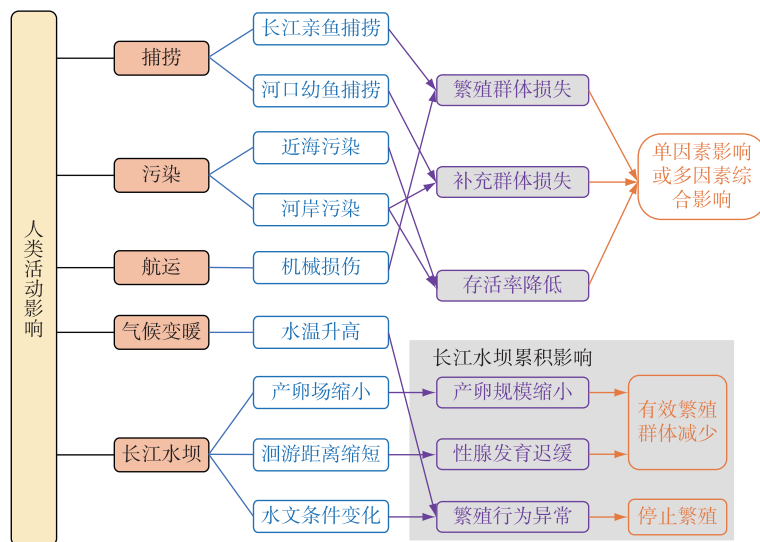 人类活动影响
捕捞
污染
航运
气候变暖
长江水坝
长江亲鱼捕捞
河口幼鱼捕捞
近海污染
河岸污染
机械损伤
水温升高
产卵场缩小
洄游距离缩短
水文条件变化
繁殖群体损失
补充群体损失
存活率降低
长江水坝累积影响
产卵规模缩小
性腺发育迟缓
繁殖行为异常
单因素影响
或多因素综
合影响
有效繁殖
群体减少
停止繁殖